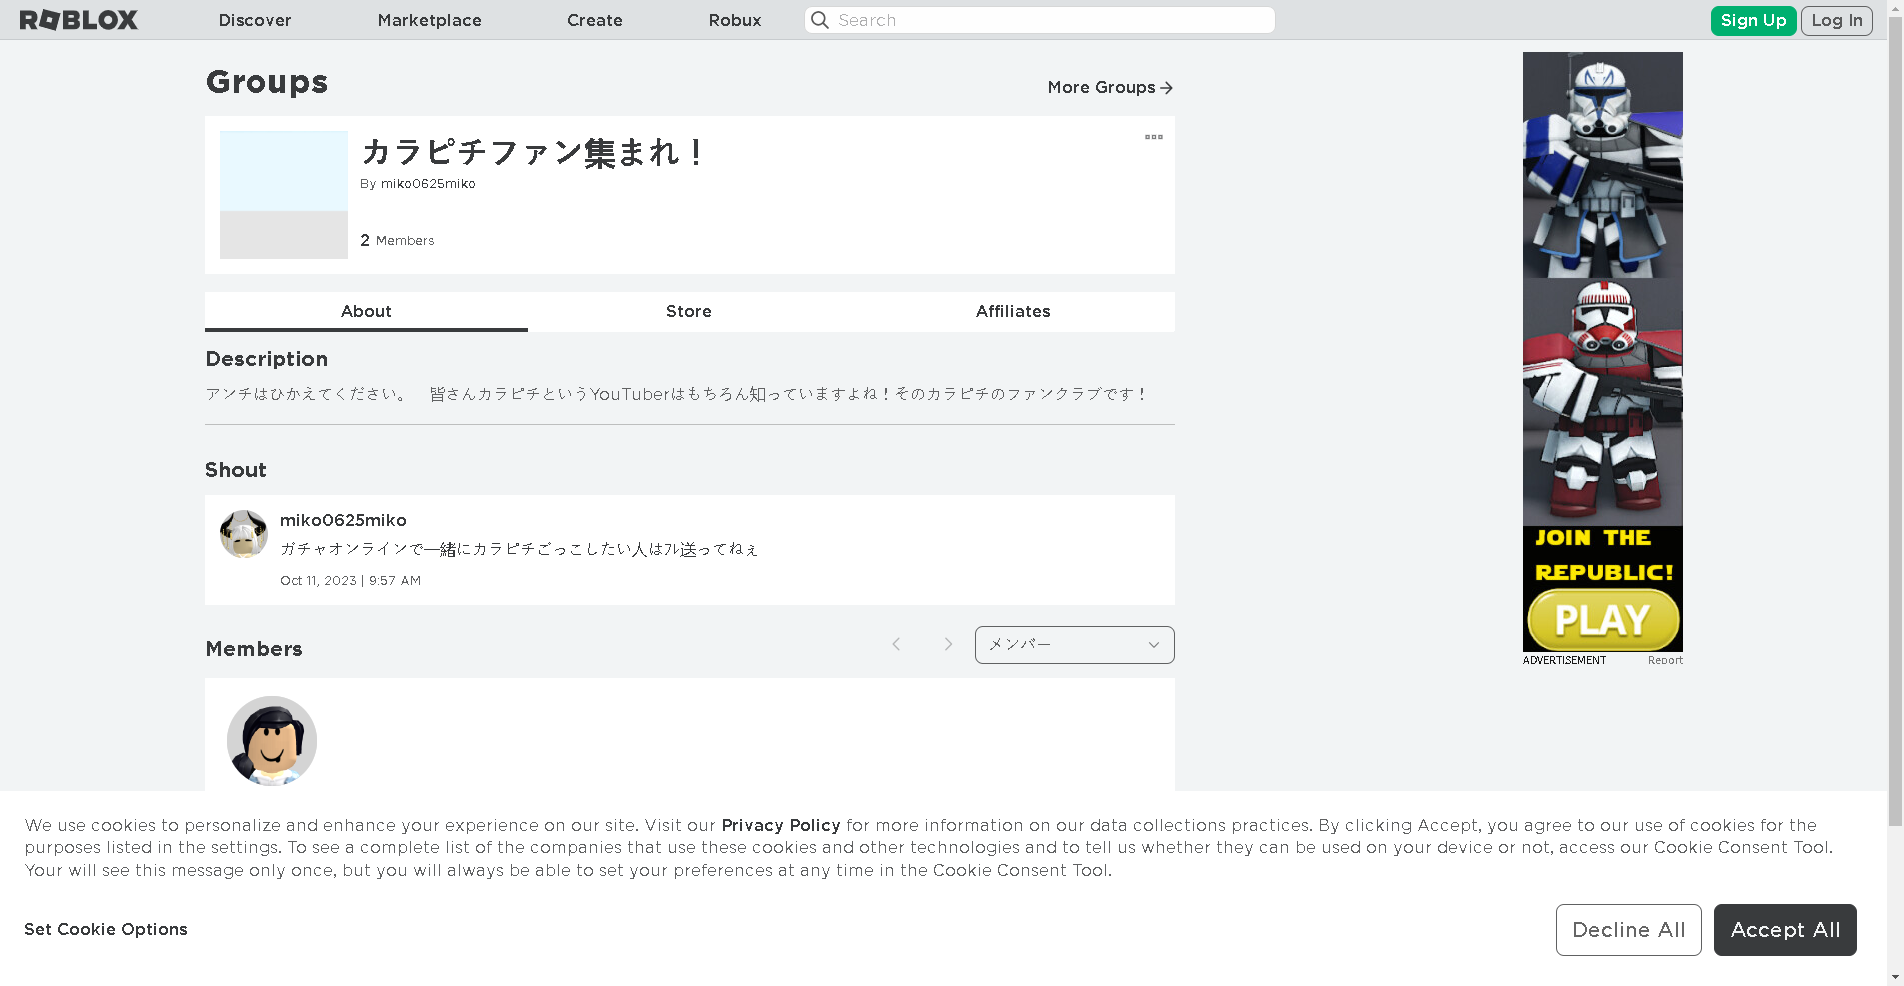 ROBLOX
Discover
Marketplace
Create
Robux
Search
Sign Up
Log In
Groups
More Groups
カラピチファン集まれ！
By miko0625miko
2 Members
About
Store
Affiliates
Description
アンチはひかえてください。　皆さんカラピチというYouTuberはもちろん知っていますよね！そのカラピチのファンクラブです！
Shout
miko0625miko
ガチャオンラインで一緒にカラピチごっこしたい人はﾌﾚ送ってねぇ
Oct 11, 2023 | 9:57 AM
Members
メンバー
JOIN THE
REPUBLIC!
PLAY
ADVERTISEMENT
Report
We use cookies to personalize and enhance your experience on our site. Visit our Privacy Policy for more information on our data collections practices. By clicking Accept, you agree to our use of cookies for the
purposes listed in the settings. To see a complete list of the companies that use these cookies and other technologies and to tell us whether they can be used on your device or not, access our Cookie Consent Tool.
Your will see this message only once, but you will always be able to set your preferences at any time in the Cookie Consent Tool.
Set Cookie Options
Decline All
Accept All